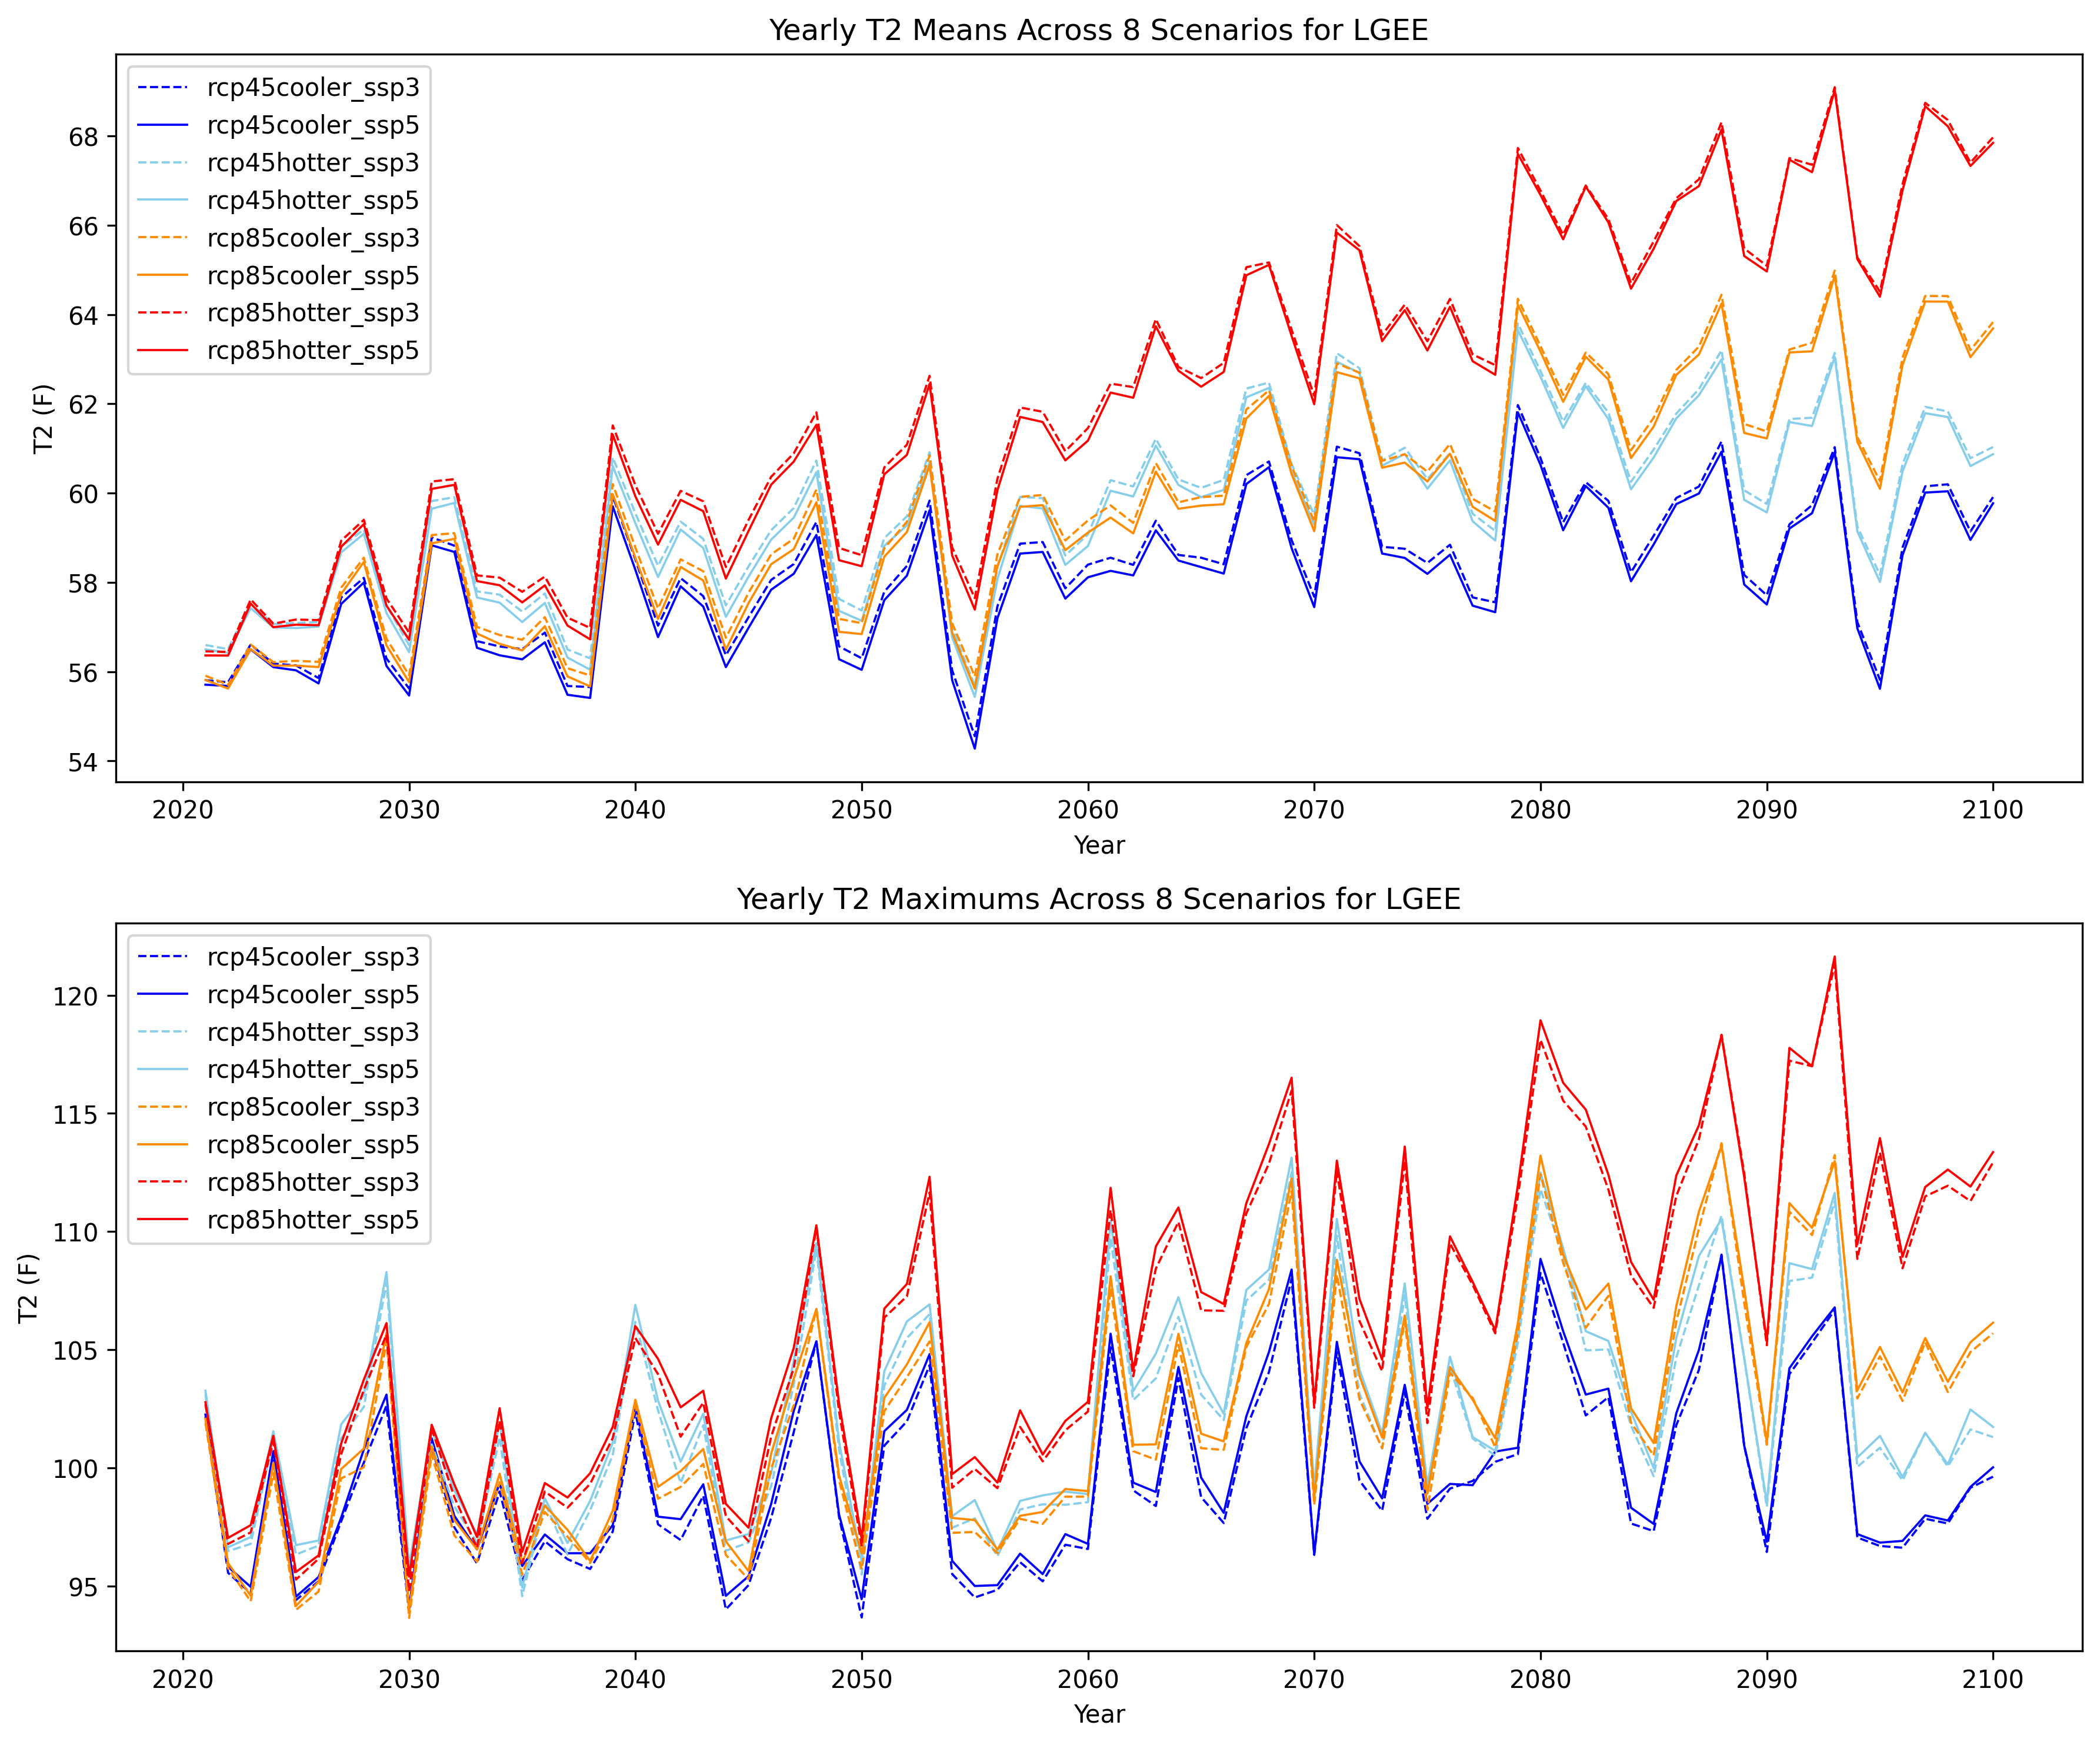 Yearly T2 Means Across 8 Scenarios for LGEE
rcp45cooler_ssp3
rcp45cooler_ssp5
rcp45hotter_ssp3
rcp45hotter_ssp5
rcp85cooler_ssp3
rcp85cooler_ssp5
rcp85hotter_ssp3
rcp85hotter_ssp5
T2 (F)
68
66
64
62
60
58
56
54
2020 2030 2040 2050 2060 2070 2080 2090 2100
Year
Yearly T2 Maximums Across 8 Scenarios for LGEE
rcp45cooler_ssp3
rcp45cooler_ssp5
rcp45hotter_ssp3
rcp45hotter_ssp5
rcp85cooler_ssp3
rcp85cooler_ssp5
rcp85hotter_ssp3
rcp85hotter_ssp5
T2 (F)
120
115
110
105
100
95
2020 2030 2040 2050 2060 2070 2080 2090 2100
Year